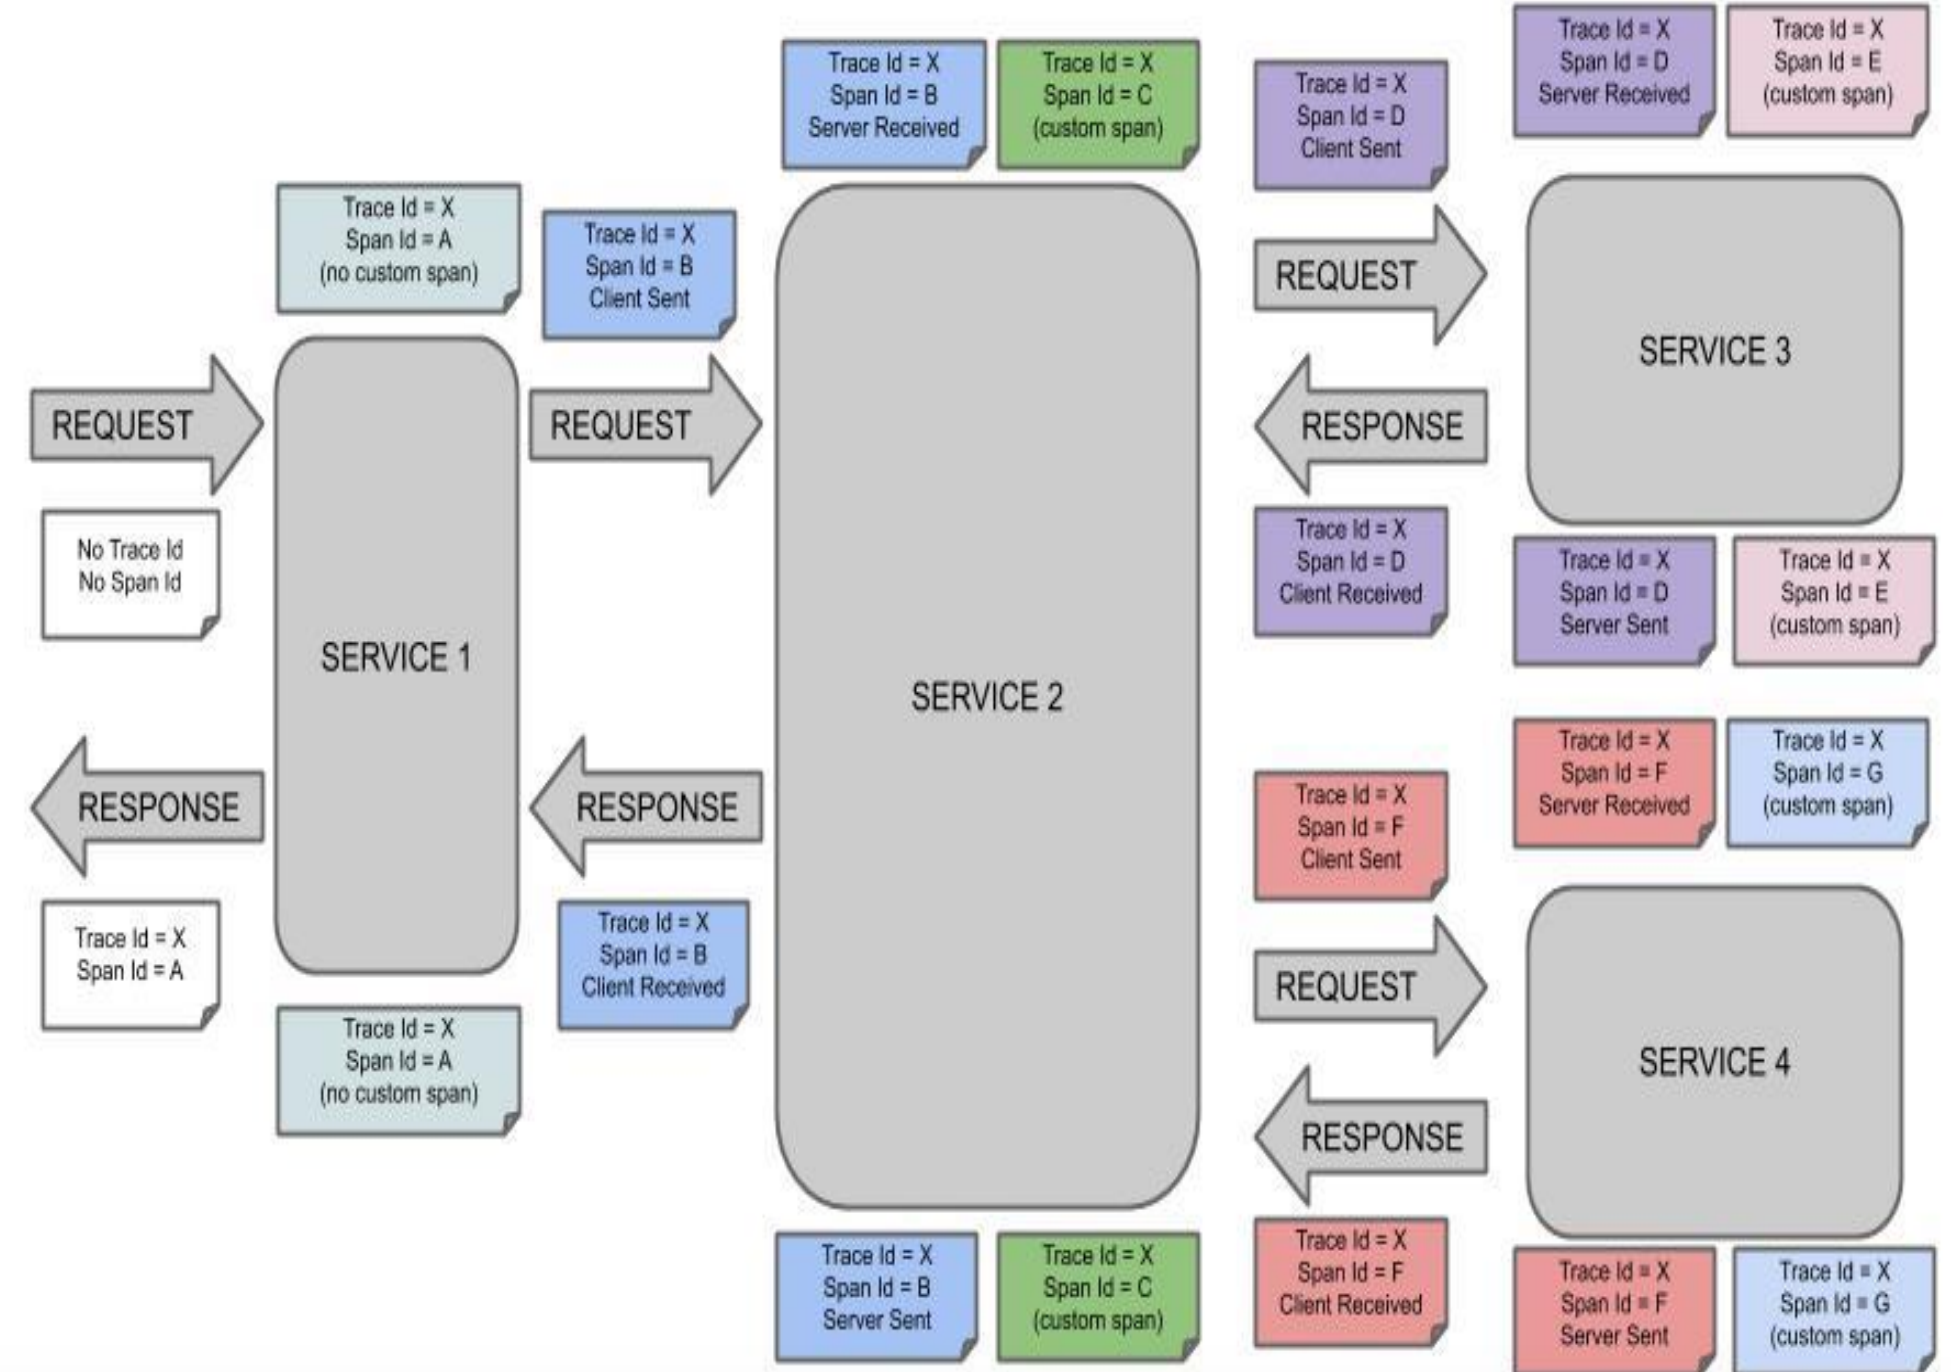 Trace Id = X
Span Id = D
Server Received
Trace Id = X
Span Id = E
(custom span)
Trace Id = X
Span Id = B
Server Received
Trace Id = X
Span Id = C
(custom span)
Trace Id = X
Span Id = D
Client Sent
Trace Id = X
Span Id = A
(no custom span)
Trace Id = X
Span Id = B
Client Sent
REQUEST
SERVICE 3
REQUEST
REQUEST
RESPONSE
No Trace Id
No Span Id
Trace Id = X
Span Id = D
Client Received
Trace Id = X
Span Id = D
Server Sent
Trace Id = X
Span Id = E
(custom span)
SERVICE 1
SERVICE 2
Trace Id = X
Span Id = F
Server Received
Trace Id = X
Span Id = G
(custom span)
RESPONSE
RESPONSE
Trace Id = X
Span Id = F
Client Sent
Trace Id = X
Span Id = A
Trace Id = X
Span Id = B
Client Received
REQUEST
Trace Id = X
Span Id = A
(no custom span)
SERVICE 4
RESPONSE
Trace Id = X
Span Id = B
Server Sent
Trace Id = X
Span Id = C
(custom span)
Trace Id = X
Span Id = F
Client Received
Trace Id = X
Span Id = F
Server Sent
Trace Id = X
Span Id = G
(custom span)